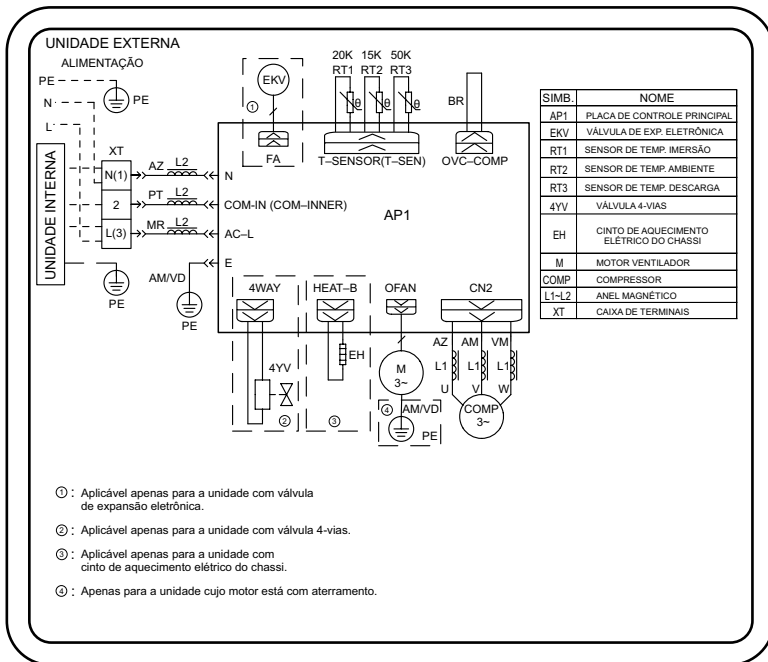 UNIDADE EXTERNA
ALIMENTAÇÃO
PE
N
L
PE
UNIDADE INTERNA
XT
N(1)
2
L(3)
PE
AZ L2
PT L2
MR L2
AM/VD
PE
N
COM-IN (COM–INNER)
AC–L
E
AP1
①
EKV
FA
20K 15K 50K
RT1 RT2 RT3
θ θ θ
T–SENSOR(T–SEN)
BR
OVC–COMP
4WAY
4YV
②
HEAT–B
EH
③
OFAN
M
3~
④ AM/VD
PE
CN2
AZ AM VM
L1 L1 L1
U V W
COMP
3~
SIMB. NOME
AP1 PLACA DE CONTROLE PRINCIPAL
EKV VÁLVULA DE EXP. ELETRÔNICA
RT1 SENSOR DE TEMP. IMERSÃO
RT2 SENSOR DE TEMP. AMBIENTE
RT3 SENSOR DE TEMP. DESCARGA
4YV VÁLVULA 4-VIAS
EH CINTO DE AQUECIMENTO
ELÉTRICO DO CHASSI
M MOTOR VENTILADOR
COMP COMPRESSOR
L1~L2 ANEL MAGNÉTICO
XT CAIXA DE TERMINAIS
① : Aplicável apenas para a unidade com válvula
de expansão eletrônica.
② : Aplicável apenas para a unidade com válvula 4-vias.
③ : Aplicável apenas para a unidade com
cinto de aquecimento elétrico do chassi.
④ : Apenas para a unidade cujo motor está com aterramento.